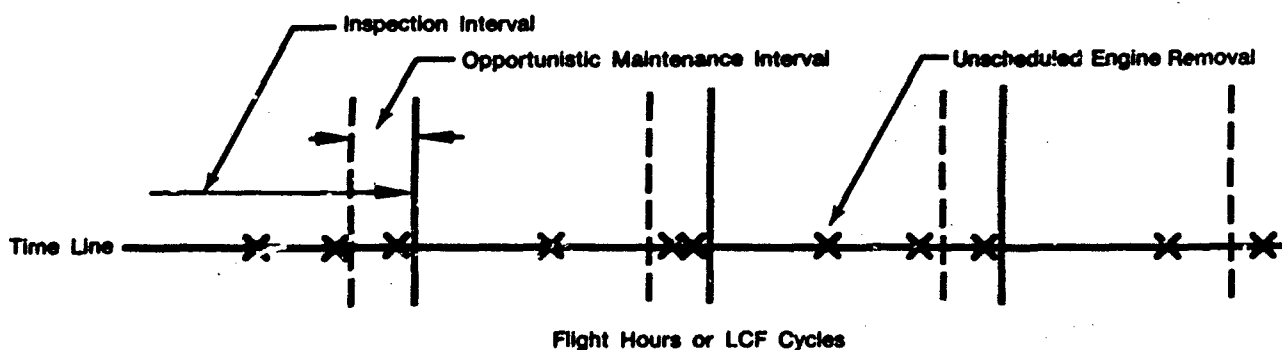 Inspection Interval
Opportunistic Maintenance Interval
Unscheduled Engine Removal
Time Line
Flight Hours or LCF Cycles